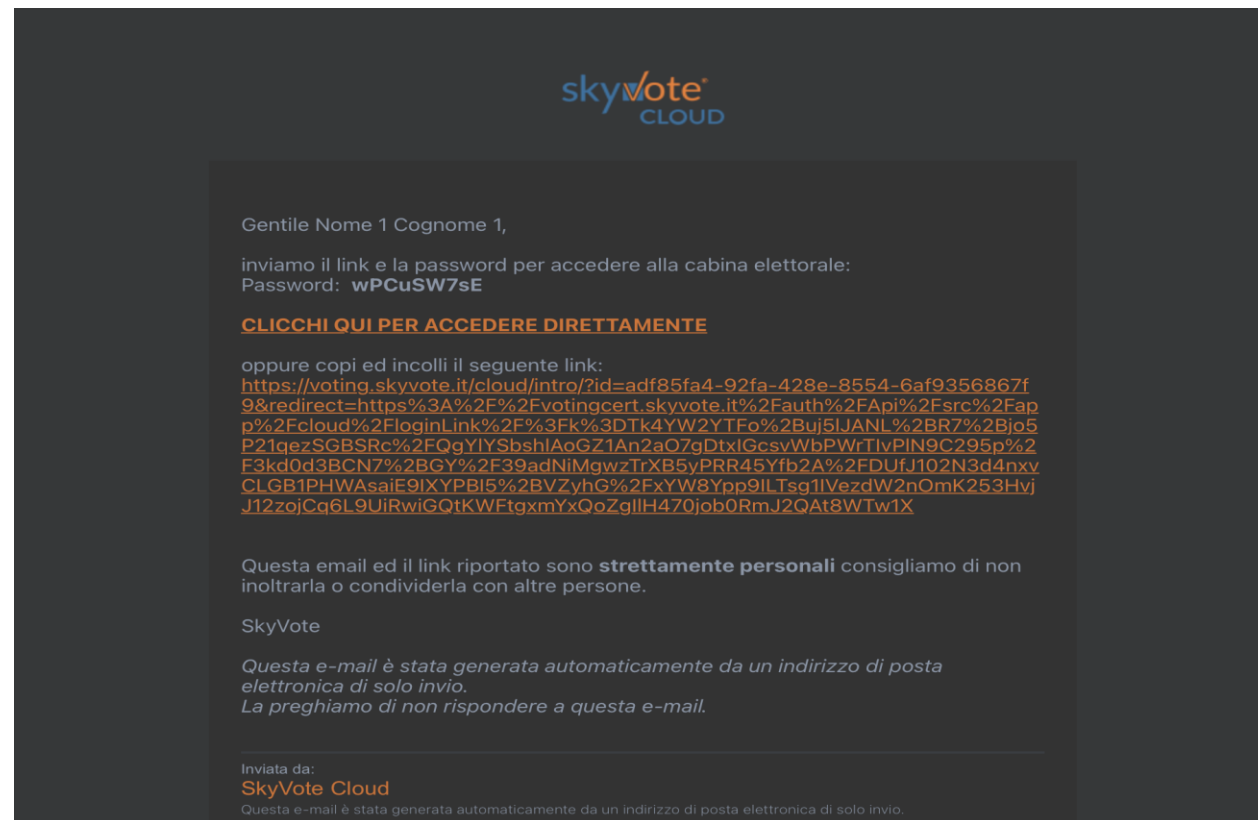 skyvote®
CLOUD
Gentile Nome 1 Cognome 1,
inviamo il link e la password per accedere alla cabina elettorale:
Password: wPCuSW7sE
CLICCHI QUI PER ACCEDERE DIRETTAMENTE
oppure copi ed incolli il seguente link:
https://voting.skyvote.it/cloud/intro/?id=adf85fa4-92fa-428e-8554-6af9356867f
9&redirect=https%3A%2F%2Fvotingcert.skyvote.it%2Fauth%2FApi%2Fsrc%2Fap
p%2Fcloud%2FloginLink%2F%3Fk%3DTk4YW2YTFo%2Buj5lJANL%2BR7%2Bjo5
P21qezSGBSRc%2FQgYlYSbshlAoGZ1An2aO7gDtxIGcsvWbPWrTIvPlN9C295p%2
F3kd0d3BCN7%2BGY%2F39adNiMgwzTrXB5yPRR45Yfb2A%2FDUfJ102N3d4nxv
CLGB1PHWAsaiE9IXYPBl5%2BVZyhG%2FxYW8Ypp9ILTsg1lVezdW2nOmK253Hvj
J12zojCq6L9UiRwiGQtKWFtgxmYxQoZgIlH470job0RmJ2QAt8WTw1X
Questa email ed il link riportato sono strettamente personali consigliamo di non
inoltrarla o condividerla con altre persone.
SkyVote
Questa e-mail è stata generata automaticamente da un indirizzo di posta
elettronica di solo invio.
La preghiamo di non rispondere a questa e-mail.
Inviata da:
SkyVote Cloud
Questa e-mail è stata generata automaticamente da un indirizzo di posta elettronica di solo invio.